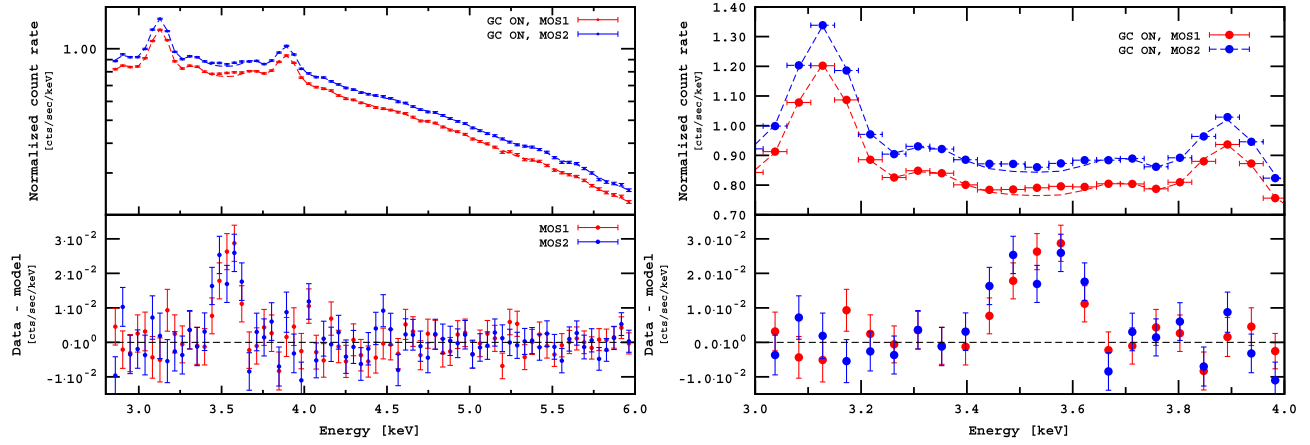 Normalized count rate
[cts/sec/keV]
1.00
GC ON, MOS1
GC ON, MOS2
Data - model
[cts/sec/keV]
3·10⁻²
2·10⁻²
1·10⁻²
0·10⁰
-1·10⁻²
MOS1
MOS2
3.0 3.5 4.0 4.5 5.0 5.5 6.0
Energy [keV]
Normalized count rate
[cts/sec/keV]
1.40
1.30
1.20
1.10
1.00
0.90
0.80
0.70
GC ON, MOS1
GC ON, MOS2
Data - model
[cts/sec/keV]
3.0·10⁻²
2.0·10⁻²
1.0·10⁻²
0.0·10⁰
-1.0·10⁻²
3.0 3.2 3.4 3.6 3.8 4.0
Energy [keV]